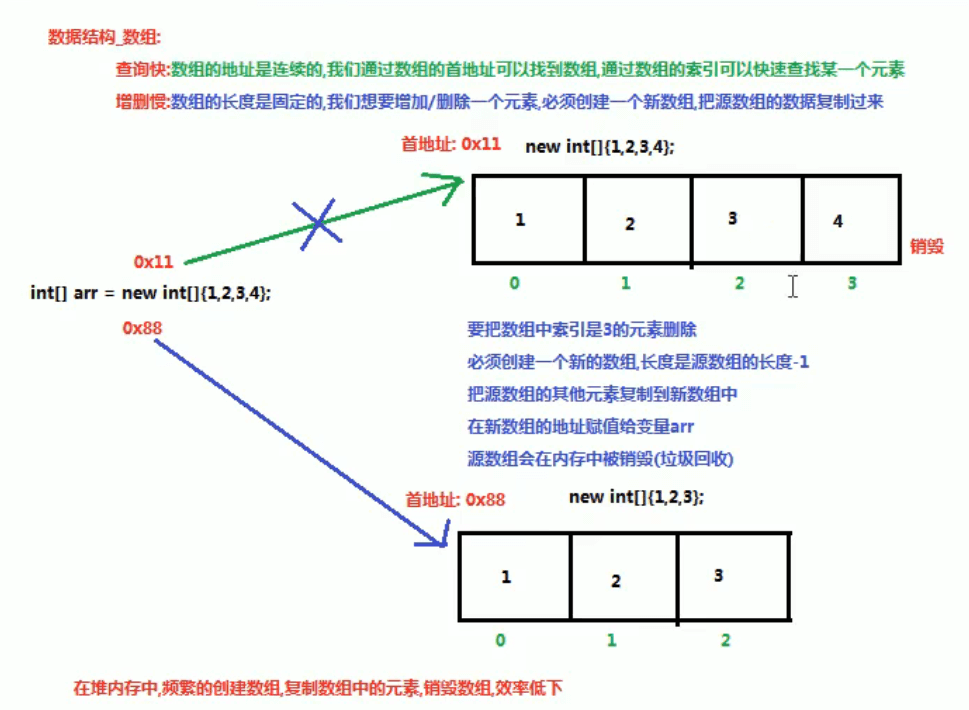 数据结构_数组:
查询快:数组的地址是连续的,我们通过数组的首地址可以找到数组,通过数组的索引可以快速查找某一个元素
增删慢:数组的长度是固定的,我们想要增加/删除一个元素,必须创建一个新数组,把源数组的数据复制过来
首地址: 0x11 new int[]{1,2,3,4};
1 2 3 4
销毁
0x11
0 1 2 3
int[] arr = new int[]{1,2,3,4};
0x88
要把数组中索引是3的元素删除
必须创建一个新的数组,长度是源数组的长度-1
把源数组的其他元素复制到新数组中
在新数组的地址赋值给变量arr
源数组会在内存中被销毁(垃圾回收)
首地址: 0x88 new int[]{1,2,3};
1 2 3
0 1 2
在堆内存中,频繁的创建数组,复制数组中的元素,销毁数组,效率低下